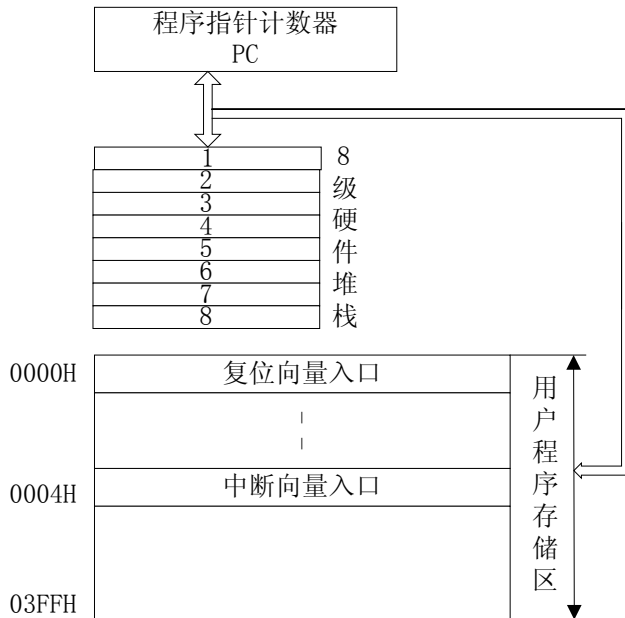 程序指针计数器
PC
1
2
3
4
5
6
7
8
8级硬件堆栈
0000H
复位向量入口
0004H
中断向量入口
03FFH
用户程序存储区